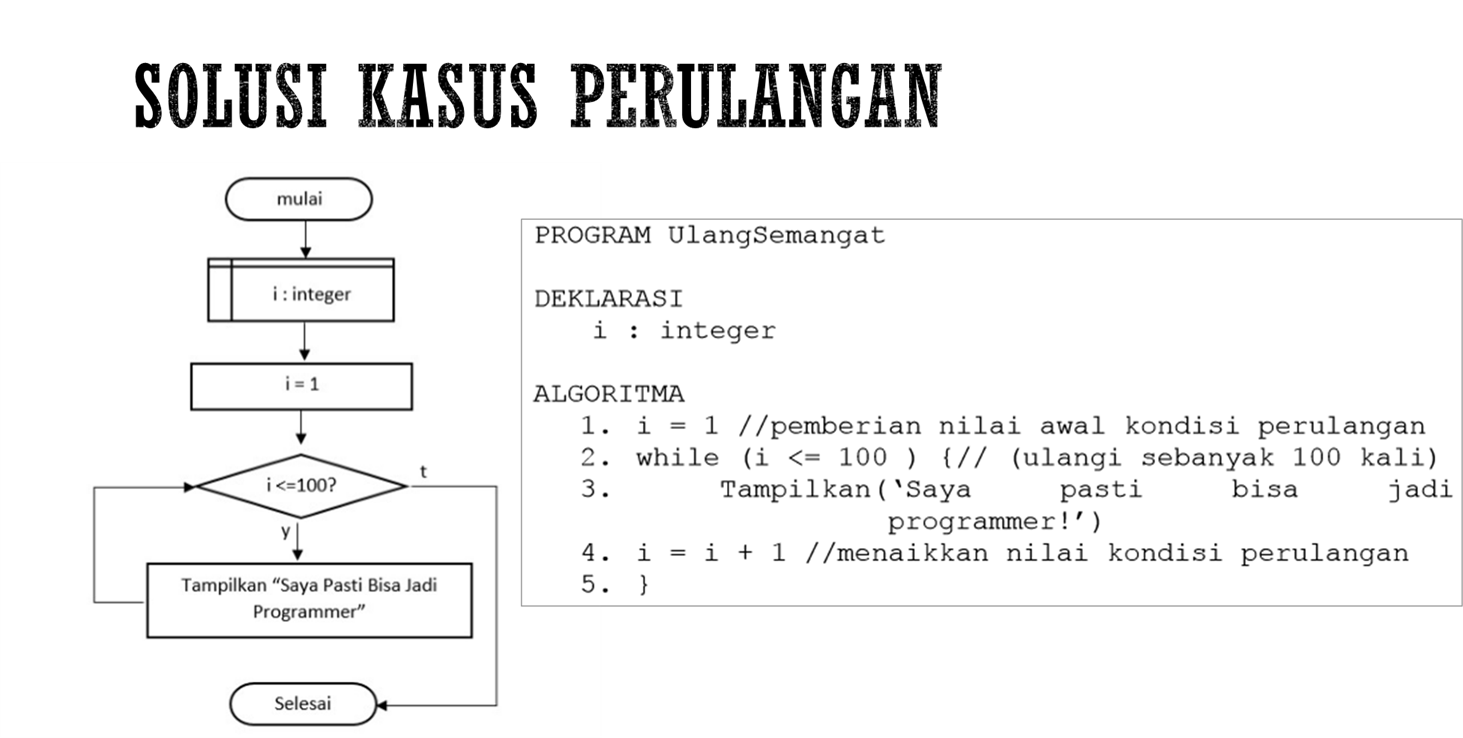 SOLUSI KASUS PERULANGAN
mulai
i : integer
i = 1
i <=100?
t
y
Tampilkan “Saya Pasti Bisa Jadi
Programmer”
Selesai
PROGRAM UlangSemangat
DEKLARASI
i : integer
ALGORITMA
1. i = 1 //pemberian nilai awal kondisi perulangan
2. while (i <= 100 ) {// (ulangi sebanyak 100 kali)
3. Tampilkan(‘Saya pasti bisa jadi
programmer!’)
4. i = i + 1 //menaikkan nilai kondisi perulangan
5. }